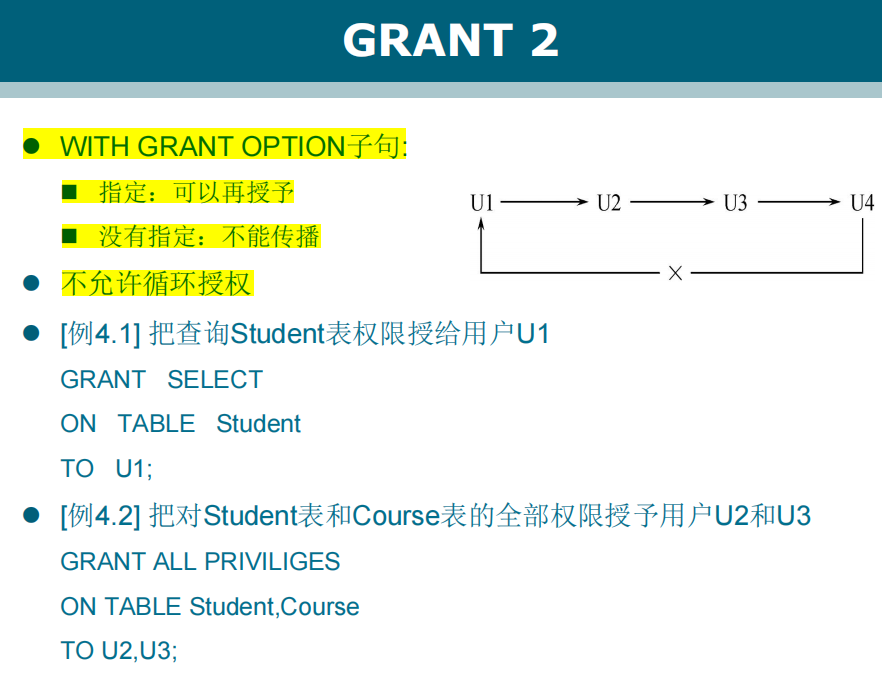 GRANT 2
WITH GRANT OPTION子句:
指定：可以再授予
没有指定：不能传播
不允许循环授权
U1 U2 U3 U4
X
[例4.1] 把查询Student表权限授给用户U1
GRANT SELECT
ON TABLE Student
TO U1;
[例4.2] 把对Student表和Course表的全部权限授予用户U2和U3
GRANT ALL PRIVILIGES
ON TABLE Student,Course
TO U2,U3;